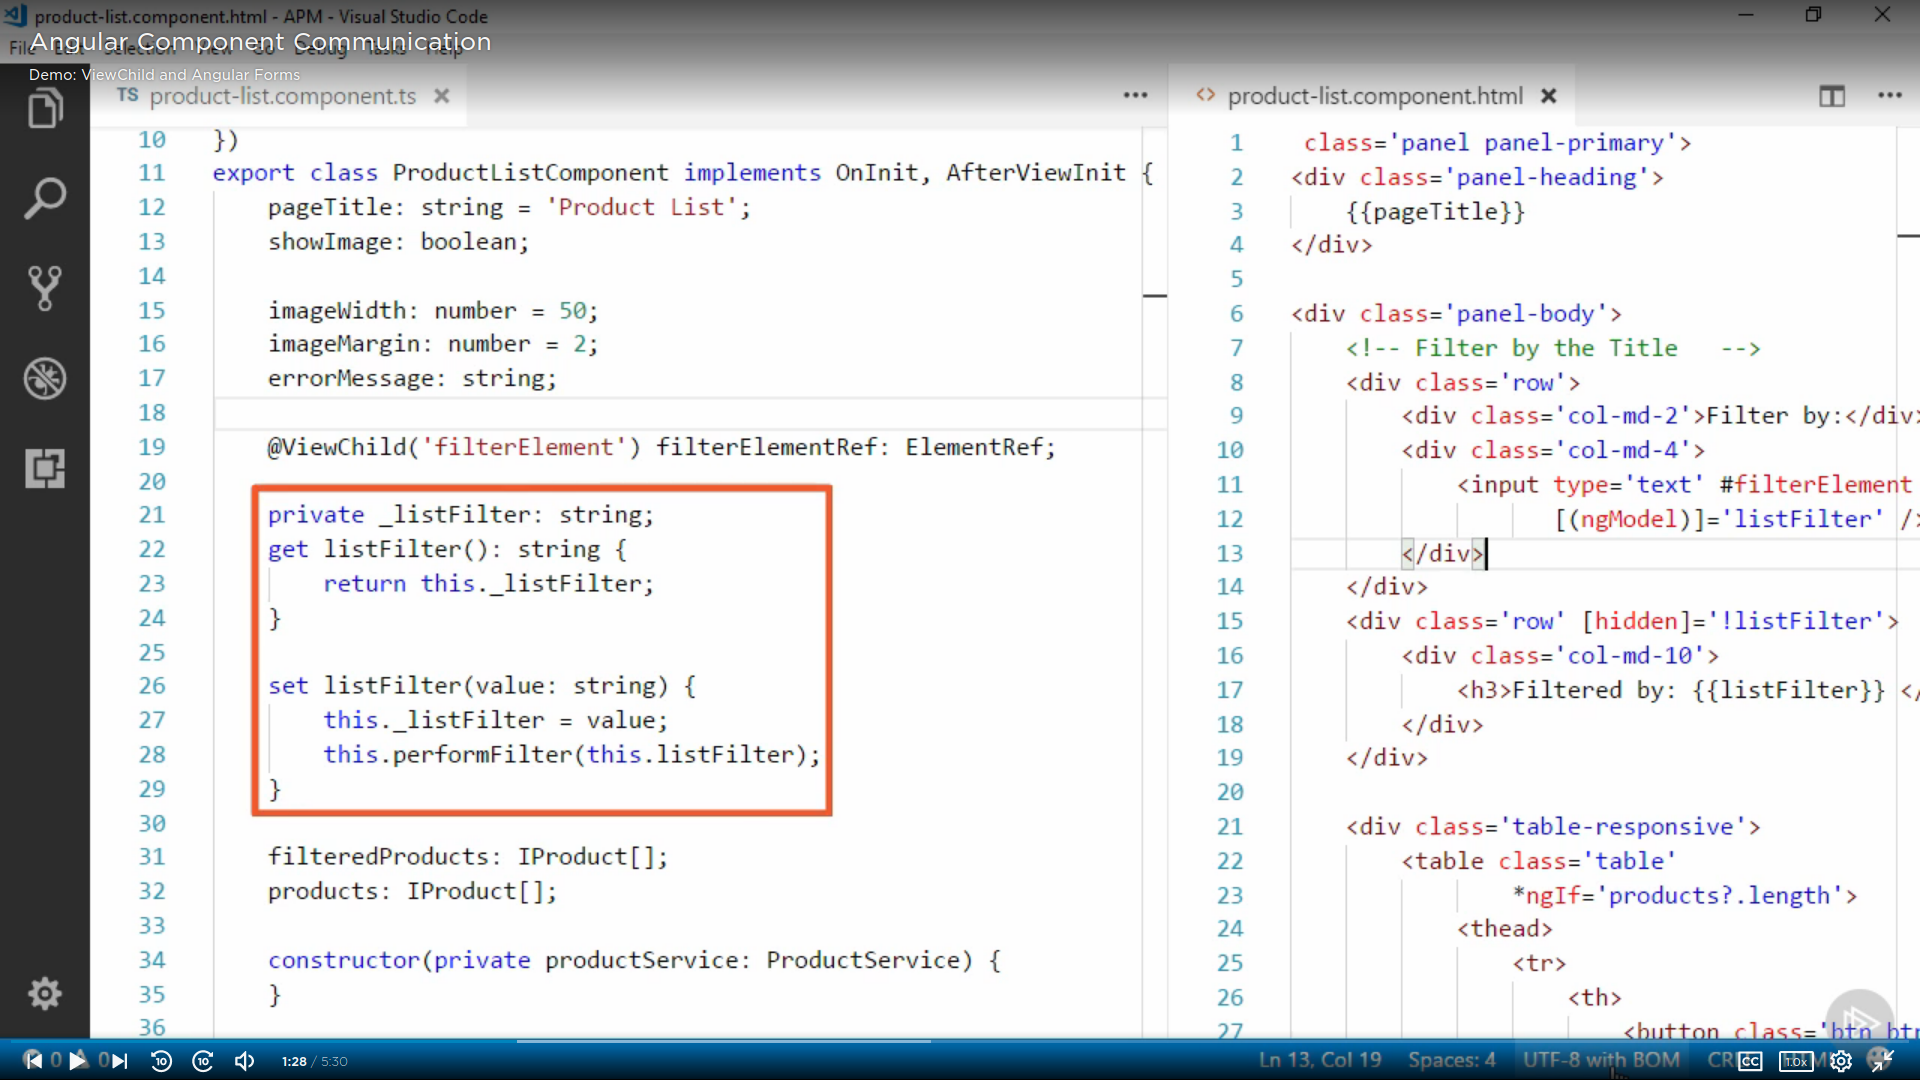 product-list.component.html - APM - Visual Studio Code
Angular Component Communication
Demo: ViewChild and Angular Forms
TS product-list.component.ts
10 })
11 export class ProductListComponent implements OnInit, AfterViewInit {
12 pageTitle: string = 'Product List';
13 showImage: boolean;
14
15 imageWidth: number = 50;
16 imageMargin: number = 2;
17 errorMessage: string;
18
19 @ViewChild('filterElement') filterElementRef: ElementRef;
20
21 private _listFilter: string;
22 get listFilter(): string {
23 return this._listFilter;
24 }
25
26 set listFilter(value: string) {
27 this._listFilter = value;
28 this.performFilter(this.listFilter);
29 }
30
31 filteredProducts: IProduct[];
32 products: IProduct[];
33
34 constructor(private productService: ProductService) {
35 }
36
<> product-list.component.html
1 class='panel panel-primary'>
2 <div class='panel-heading'>
3 {{pageTitle}}
4 </div>
5
6 <div class='panel-body'>
7 <!-- Filter by the Title -->
8 <div class='row'>
9 <div class='col-md-2'>Filter by:</div>
10 <div class='col-md-4'>
11 <input type='text' #filterElement
12 [(ngModel)]='listFilter' />
13 </div>
14 </div>
15 <div class='row' [hidden]='!listFilter'>
16 <div class='col-md-10'>
17 <h3>Filtered by: {{listFilter}} </
18 </div>
19 </div>
20
21 <div class='table-responsive'>
22 <table class='table'
23 *ngIf='products?.length'>
24 <thead>
25 <tr>
26 <th>
27 <button class='btn bt
0 0 10 10 1:28 / 5:30
Ln 13, Col 19 Spaces: 4 UTF-8 with BOM CC 1.0x